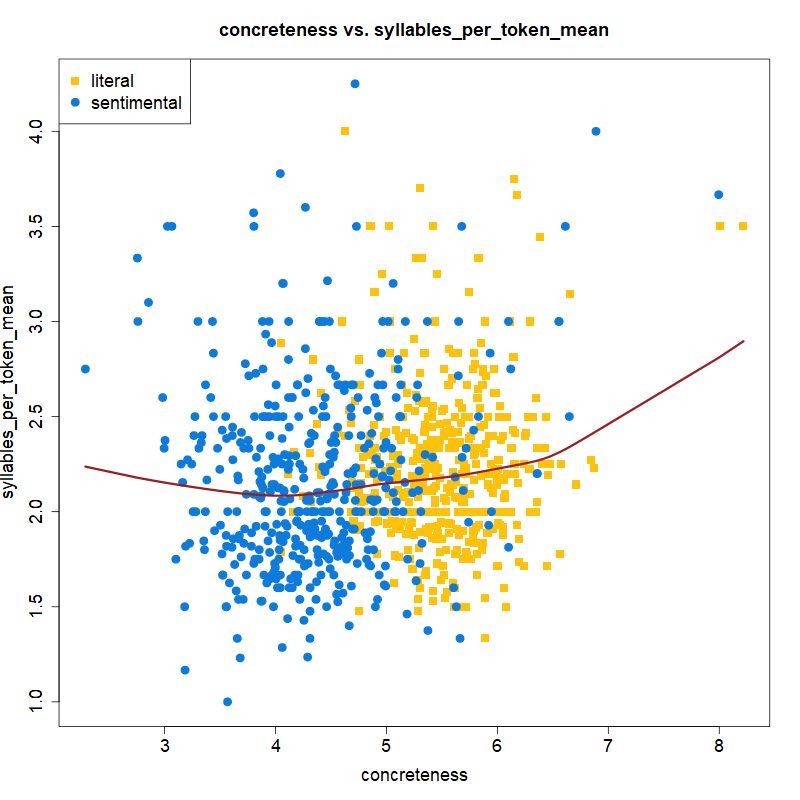 concreteness vs. syllables_per_token_mean
literal
sentimental
syllables_per_token_mean
4.0
3.5
3.0
2.5
2.0
1.5
1.0
3 4 5 6 7 8
concreteness